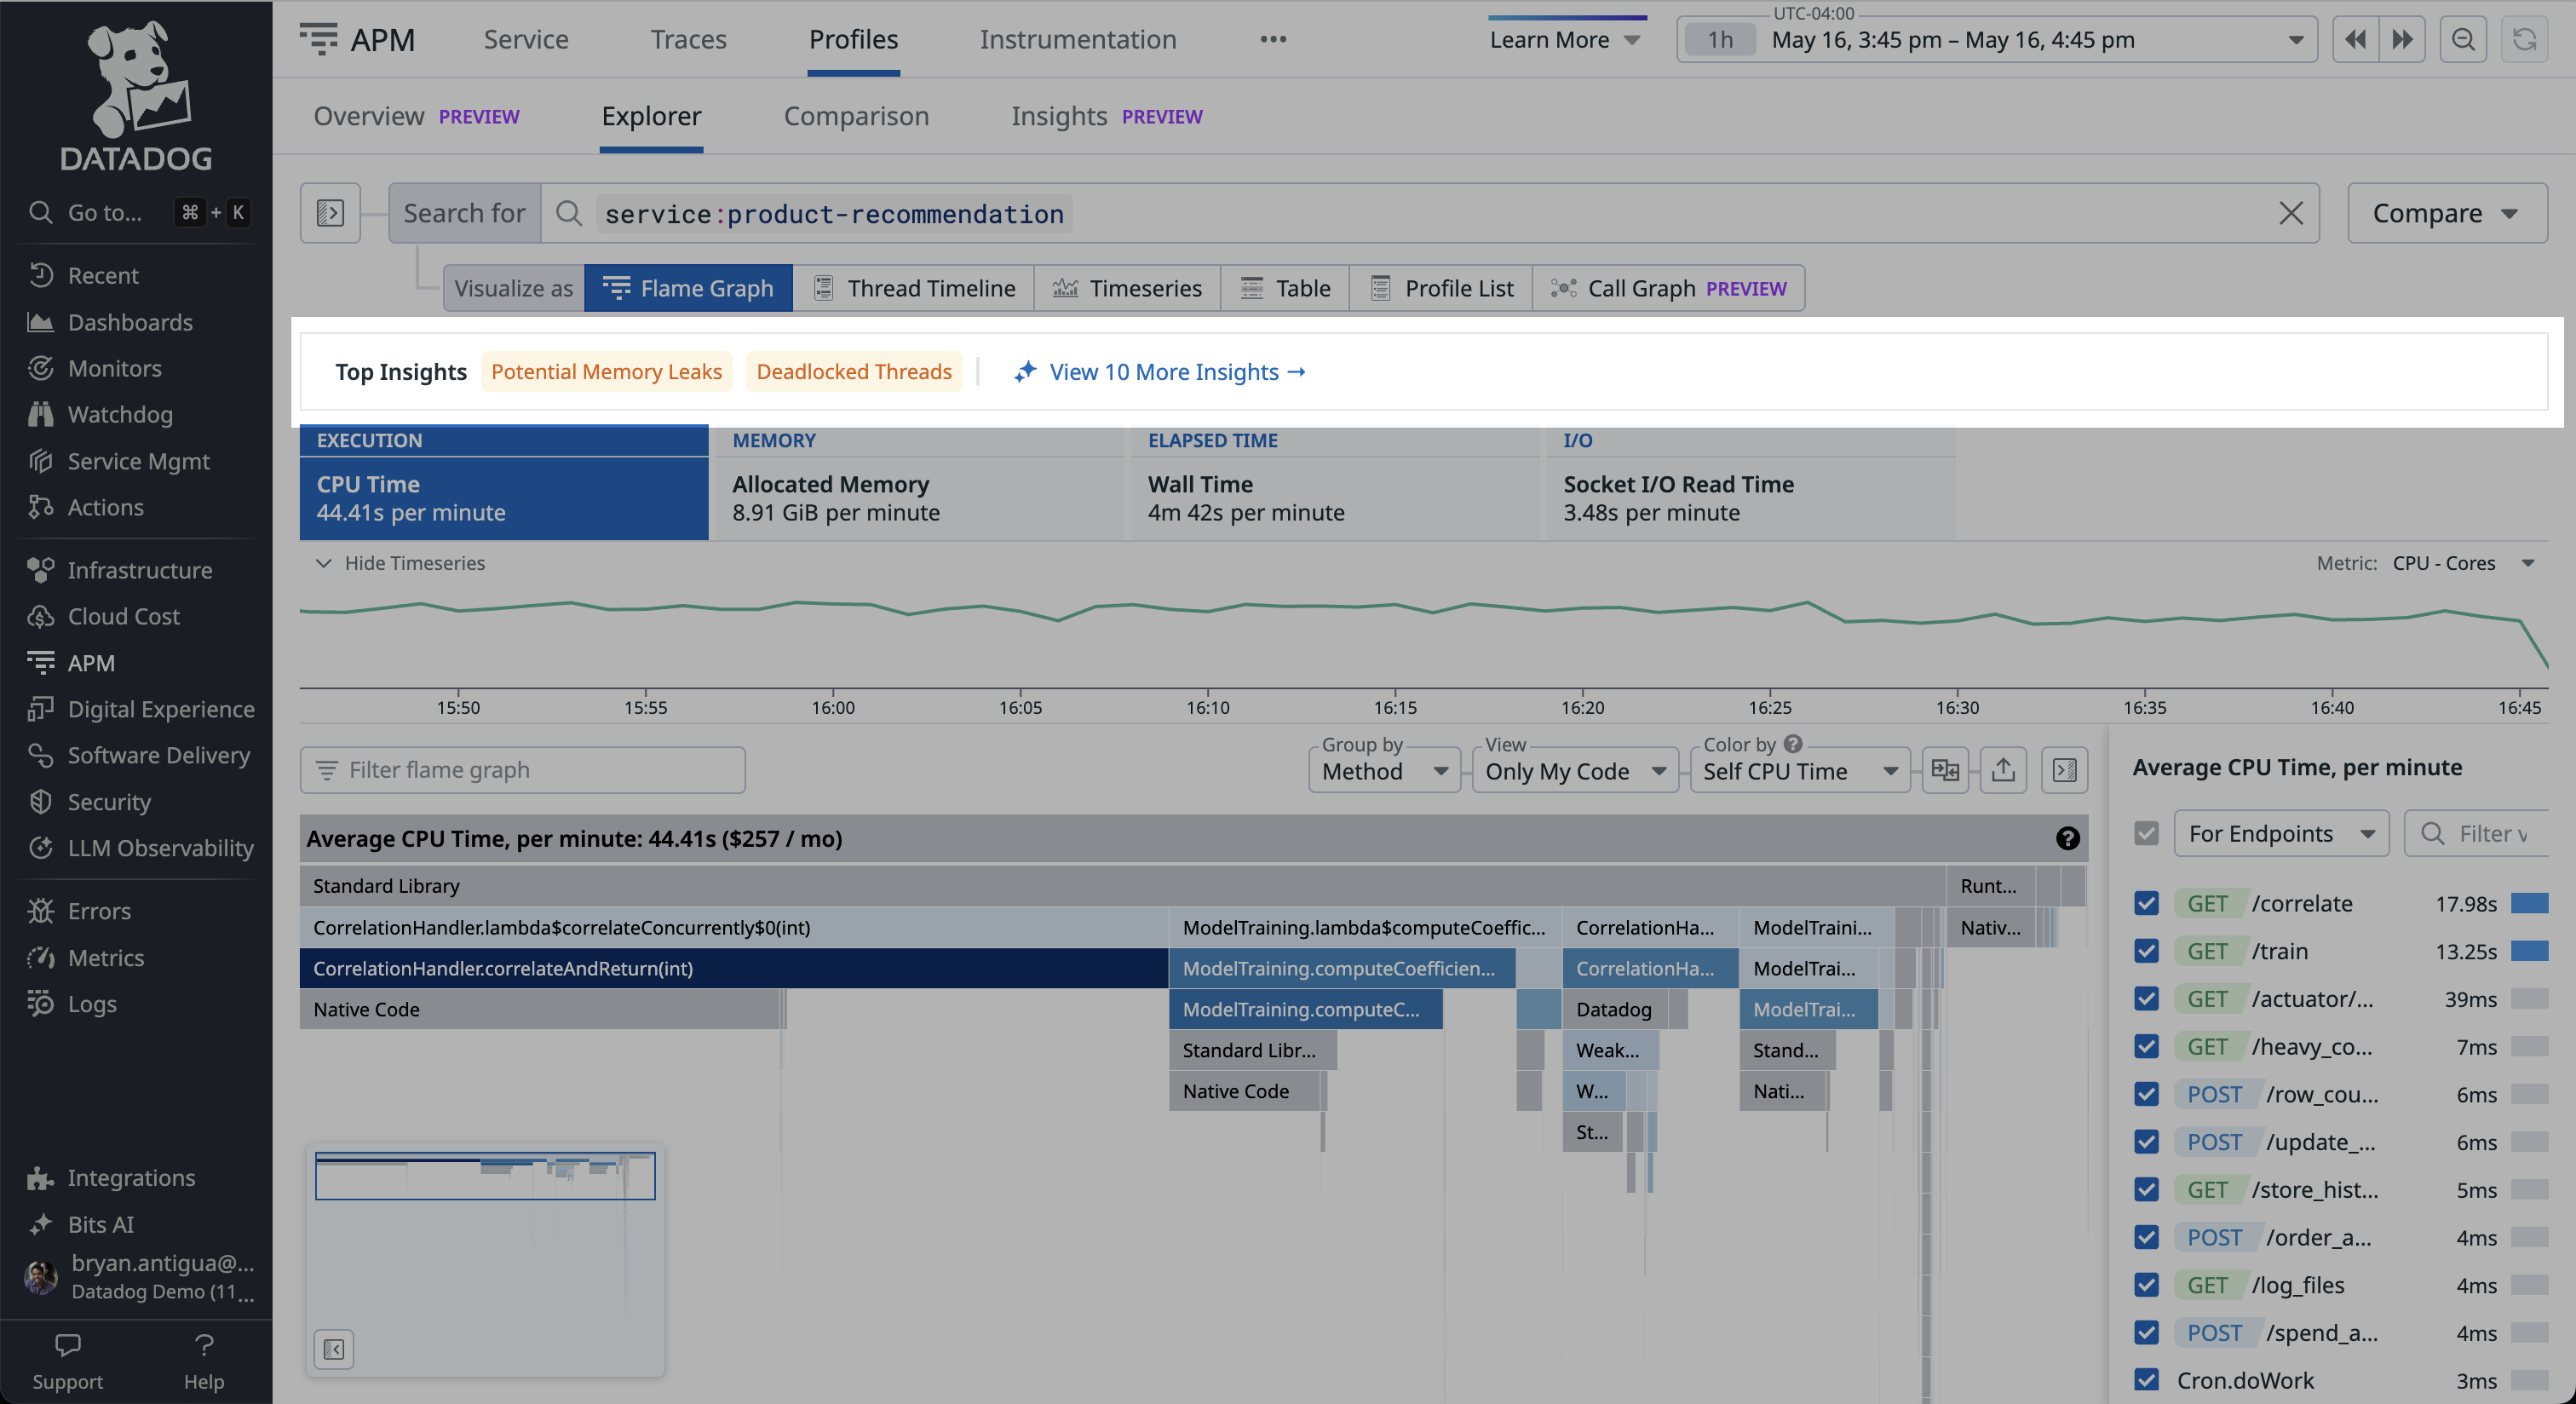 DATADOG
Go to... ⌘ + K
Recent
Dashboards
Monitors
Watchdog
Service Mgmt
Actions
Infrastructure
Cloud Cost
APM
Digital Experience
Software Delivery
Security
LLM Observability
Errors
Metrics
Logs
Integrations
Bits AI
bryan.antigua@...
Datadog Demo (11...
Support
Help
APM Service Traces Profiles Instrumentation ••• Learn More
UTC-04:00
1h May 16, 3:45 pm – May 16, 4:45 pm
Overview PREVIEW Explorer Comparison Insights PREVIEW
Search for service:product-recommendation Compare
Visualize as Flame Graph Thread Timeline Timeseries Table Profile List Call Graph PREVIEW
Top Insights Potential Memory Leaks Deadlocked Threads View 10 More Insights →
EXECUTION
CPU Time
44.41s per minute
MEMORY
Allocated Memory
8.91 GiB per minute
ELAPSED TIME
Wall Time
4m 42s per minute
I/O
Socket I/O Read Time
3.48s per minute
Hide Timeseries Metric: CPU - Cores
15:50 15:55 16:00 16:05 16:10 16:15 16:20 16:25 16:30 16:35 16:40 16:45
Filter flame graph
Group by
Method
View
Only My Code
Color by ?
Self CPU Time
Average CPU Time, per minute: 44.41s ($257 / mo) ?
Standard Library Runt...
CorrelationHandler.lambda$correlateConcurrently$0(int) ModelTraining.lambda$computeCoeffic... CorrelationHa... ModelTraini... Nativ...
CorrelationHandler.correlateAndReturn(int) ModelTraining.computeCoefficien... CorrelationHa... ModelTrai...
Native Code ModelTraining.computeC... Datadog ModelTrai...
Standard Libr... Weak... Stand...
Native Code W... Nati...
St...
Average CPU Time, per minute
For Endpoints Filter
GET /correlate 17.98s
GET /train 13.25s
GET /actuator/... 39ms
GET /heavy_co... 7ms
POST /row_cou... 6ms
POST /update_... 6ms
GET /store_hist... 5ms
POST /order_a... 4ms
GET /log_files 4ms
POST /spend_a... 4ms
Cron.doWork 3ms